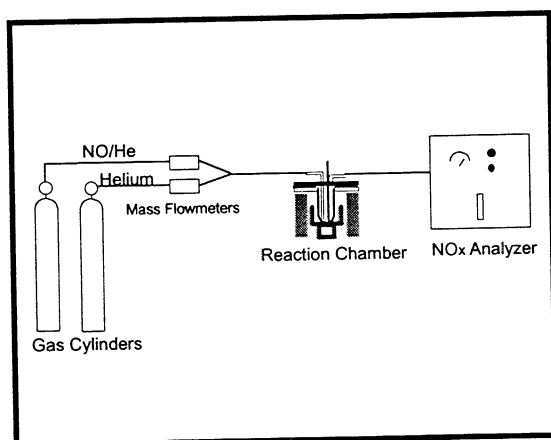 NO/He
Helium
Mass Flowmeters
Reaction Chamber
NOx Analyzer
Gas Cylinders